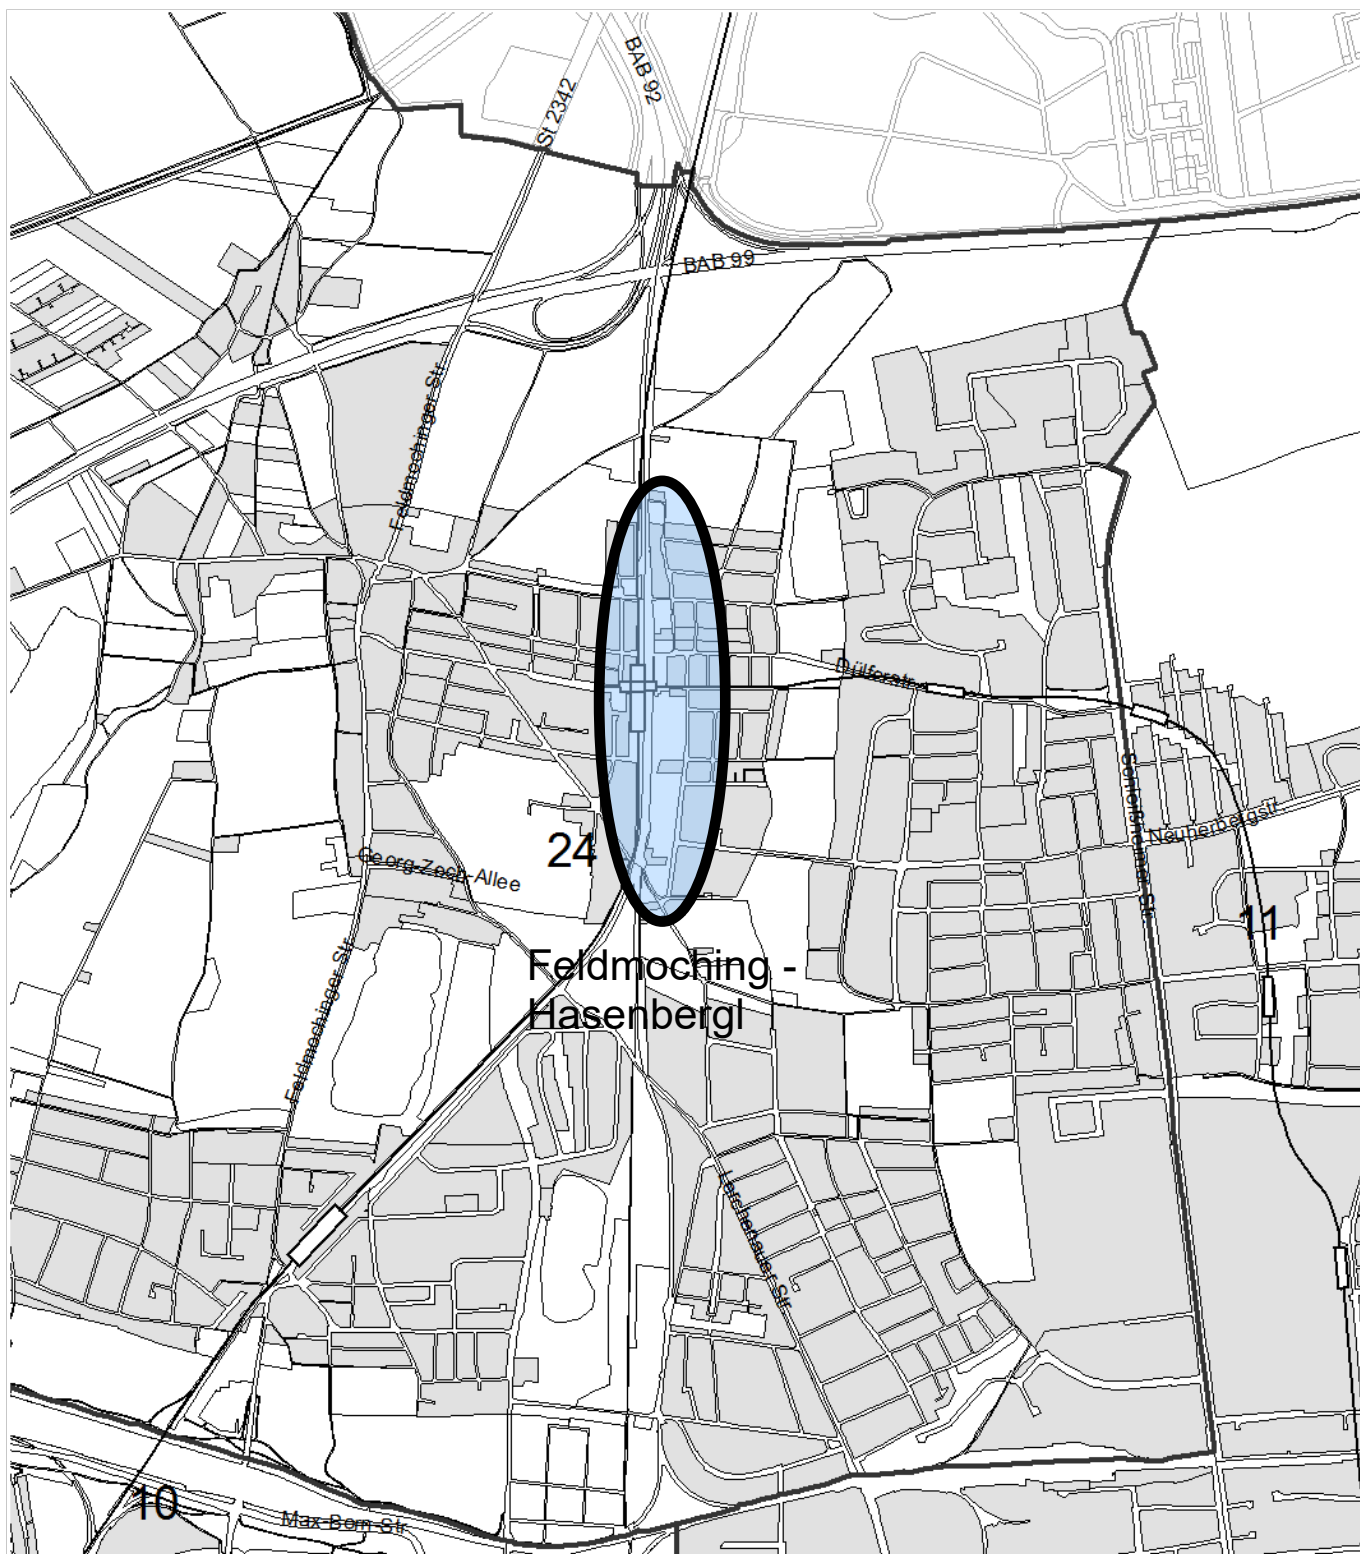 BAB 92
St 2342
BAB 99
Feldmochinger Str.
Dülferstr.
Schleißheimer Str.
Neuherbergstr.
24
Georg-Zech-Allee
11
Feldmoching -
Hasenbergl
Feldmochinger Str.
Lerchenauer Str.
10
Max-Born-Str.